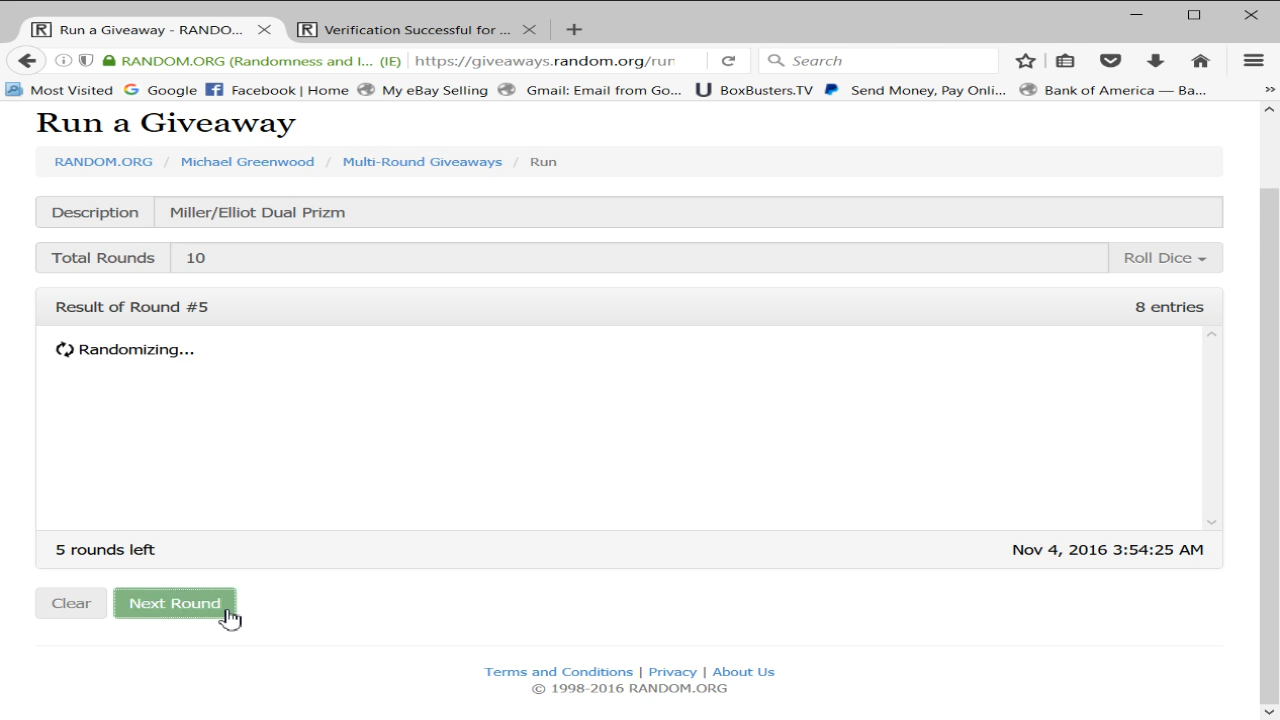 Run a Giveaway - RANDO...
Verification Successful for ...
RANDOM.ORG (Randomness and I... (IE)
https://giveaways.random.org/run
Search
Most Visited
Google
Facebook | Home
My eBay Selling
Gmail: Email from Go...
BoxBusters.TV
Send Money, Pay Onli...
Bank of America — Ba...
Run a Giveaway
RANDOM.ORG / Michael Greenwood / Multi-Round Giveaways / Run
Description Miller/Elliot Dual Prizm
Total Rounds 10 Roll Dice
Result of Round #5 8 entries
Randomizing...
5 rounds left Nov 4, 2016 3:54:25 AM
Clear Next Round
Terms and Conditions | Privacy | About Us
© 1998-2016 RANDOM.ORG